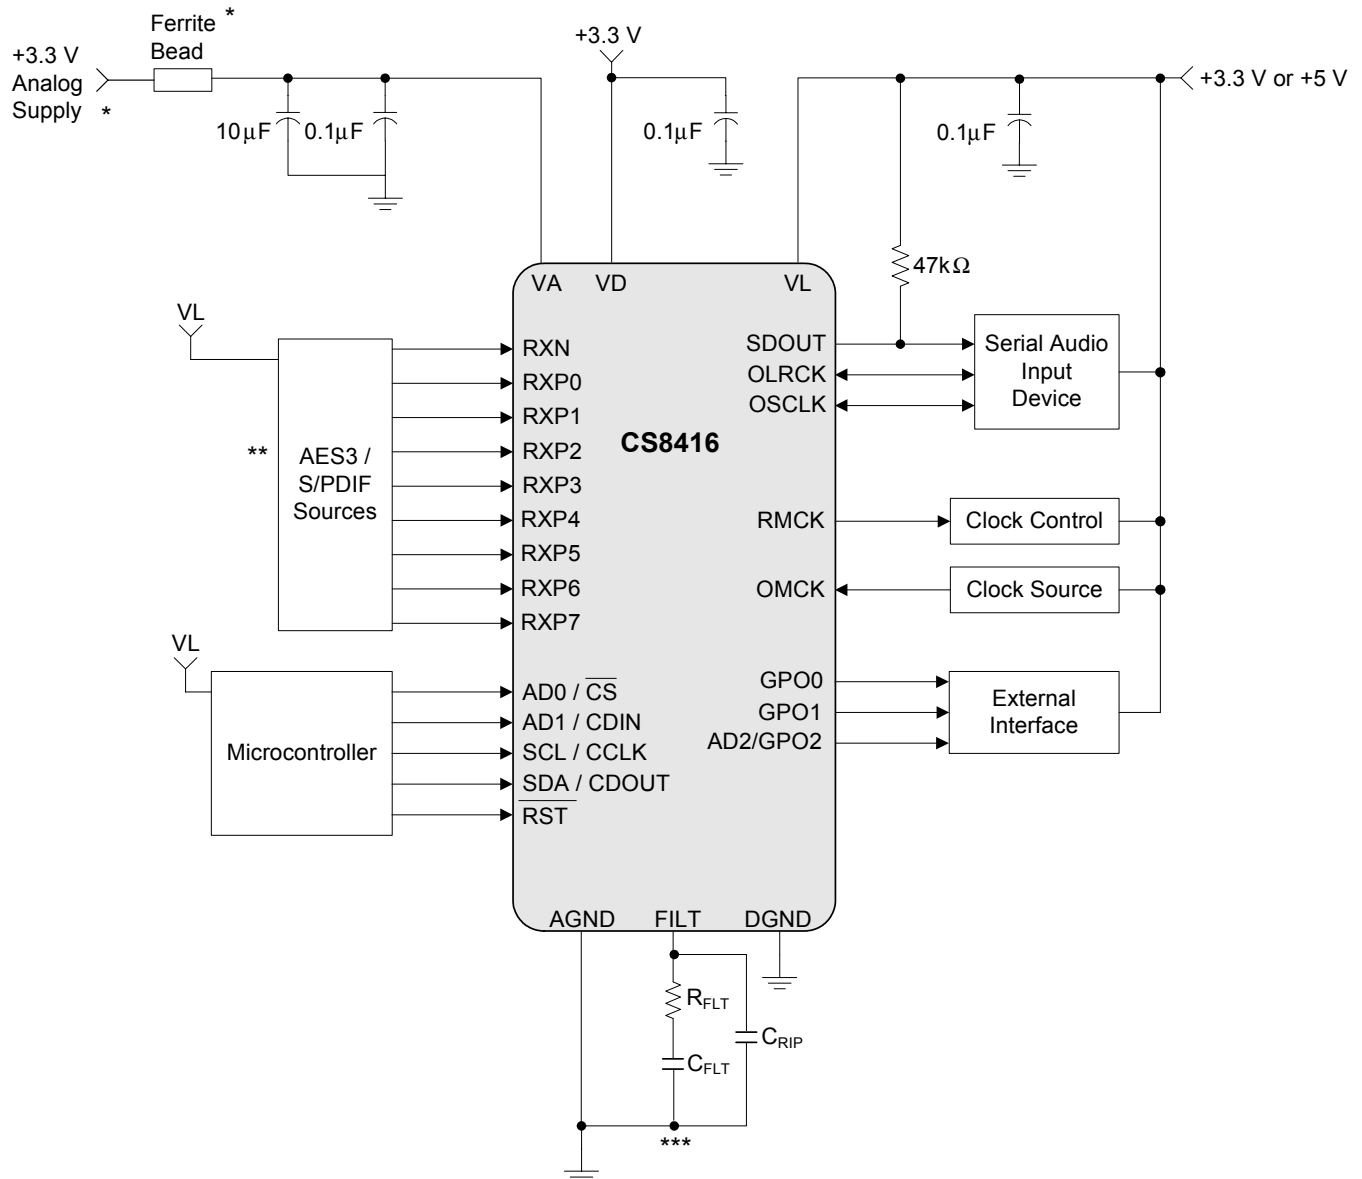 +3.3 V
Analog
Supply *
Ferrite *
Bead
10µF
0.1µF
+3.3 V
0.1µF
0.1µF
+3.3 V or +5 V
47kΩ
VA
VD
VL
VL
AES3 /
S/PDIF
Sources
**
RXN
RXP0
RXP1
RXP2
RXP3
RXP4
RXP5
RXP6
RXP7
VL
Microcontroller
AD0 / CS
AD1 / CDIN
SCL / CCLK
SDA / CDOUT
RST
CS8416
SDOUT
OLRCK
OSCLK
Serial Audio
Input
Device
RMCK
Clock Control
OMCK
Clock Source
GPO0
GPO1
AD2/GPO2
External
Interface
AGND
FILT
DGND
RFLT
CFLT
CRIP
***